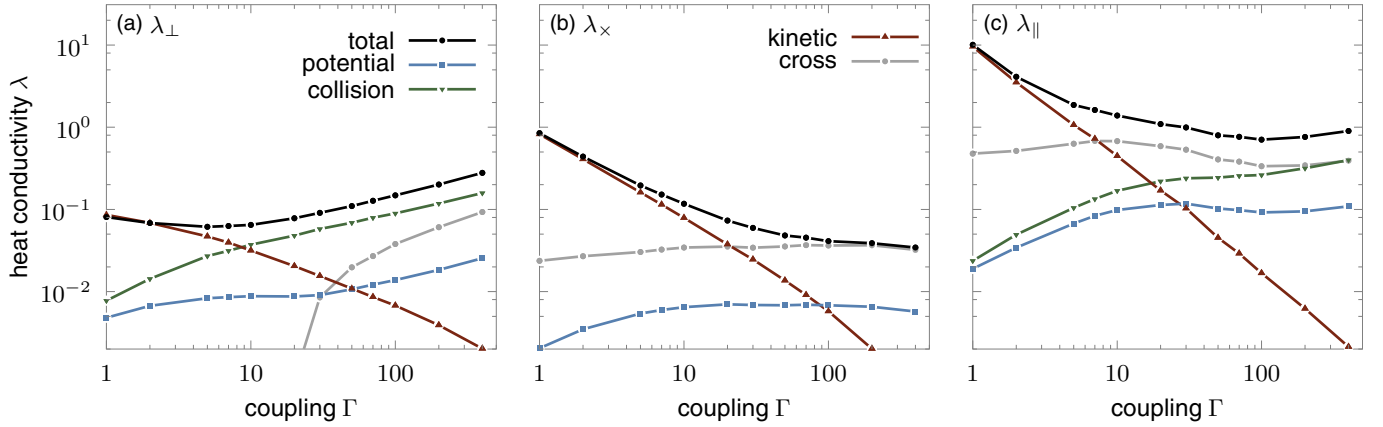 (a) λ⊥
total
potential
collision
(b) λ×
kinetic
cross
(c) λ∥
heat conductivity λ
10¹
10⁰
10⁻¹
10⁻²
1 10 100
1 10 100
1 10 100
coupling Γ
coupling Γ
coupling Γ